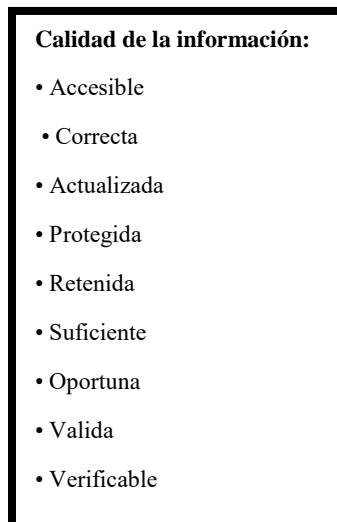 Calidad de la información:
• Accesible
• Correcta
• Actualizada
• Protegida
• Retenida
• Suficiente
• Oportuna
• Valida
• Verificable